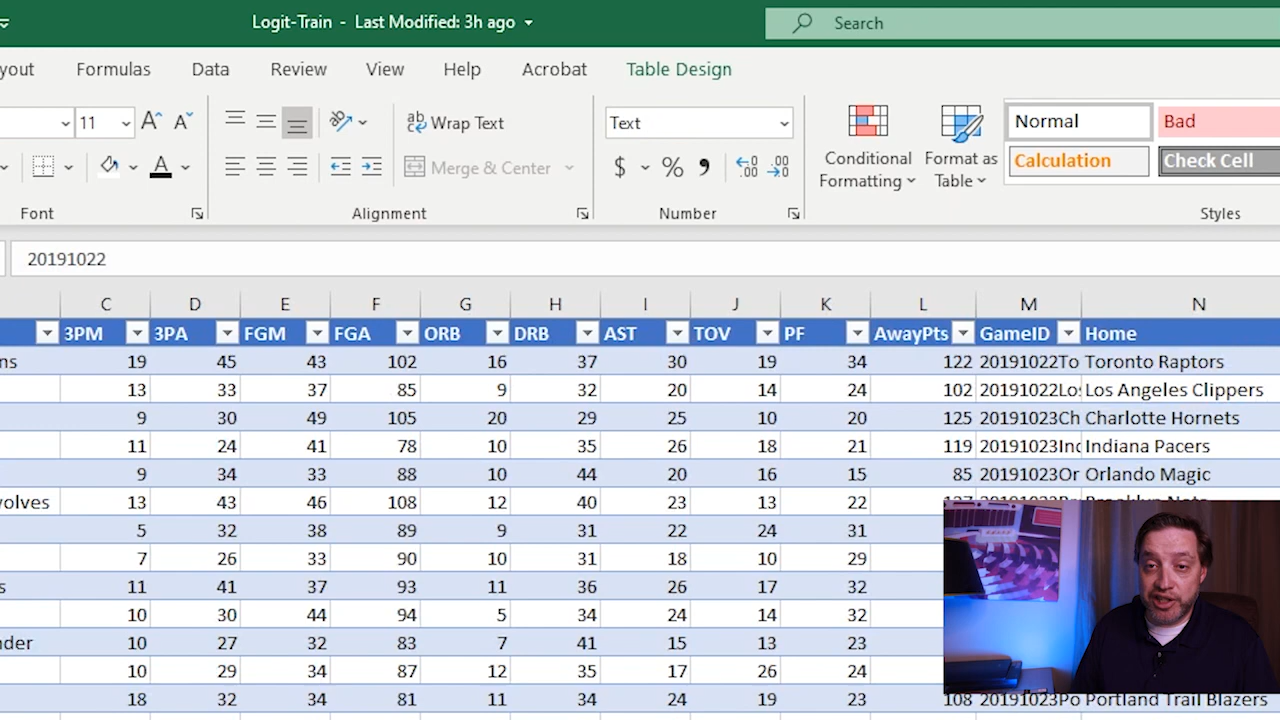 Logit-Train - Last Modified: 3h ago
Search
yout Formulas Data Review View Help Acrobat Table Design
11 Wrap Text Text Normal Bad
Merge & Center Conditional Formatting Format as Table Calculation Check Cell
Font Alignment Number Styles
20191022
C D E F G H I J K L M N
3PM 3PA FGM FGA ORB DRB AST TOV PF AwayPts GameID Home
ns 19 45 43 102 16 37 30 19 34 122 20191022To Toronto Raptors
13 33 37 85 9 32 20 14 24 102 20191022Los Los Angeles Clippers
9 30 49 105 20 29 25 10 20 125 20191023Ch Charlotte Hornets
11 24 41 78 10 35 26 18 21 119 20191023Inc Indiana Pacers
9 34 33 88 10 44 20 16 15 85 20191023Or Orlando Magic
volves 13 43 46 108 12 40 23 13 22
5 32 38 89 9 31 22 24 31
7 26 33 90 10 31 18 10 29
s 11 41 37 93 11 36 26 17 32
10 30 44 94 5 34 24 14 32
nder 10 27 32 83 7 41 15 13 23
10 29 34 87 12 35 17 26 24
18 32 34 81 11 34 24 19 23 108 20191023Po Portland Trail Blazers